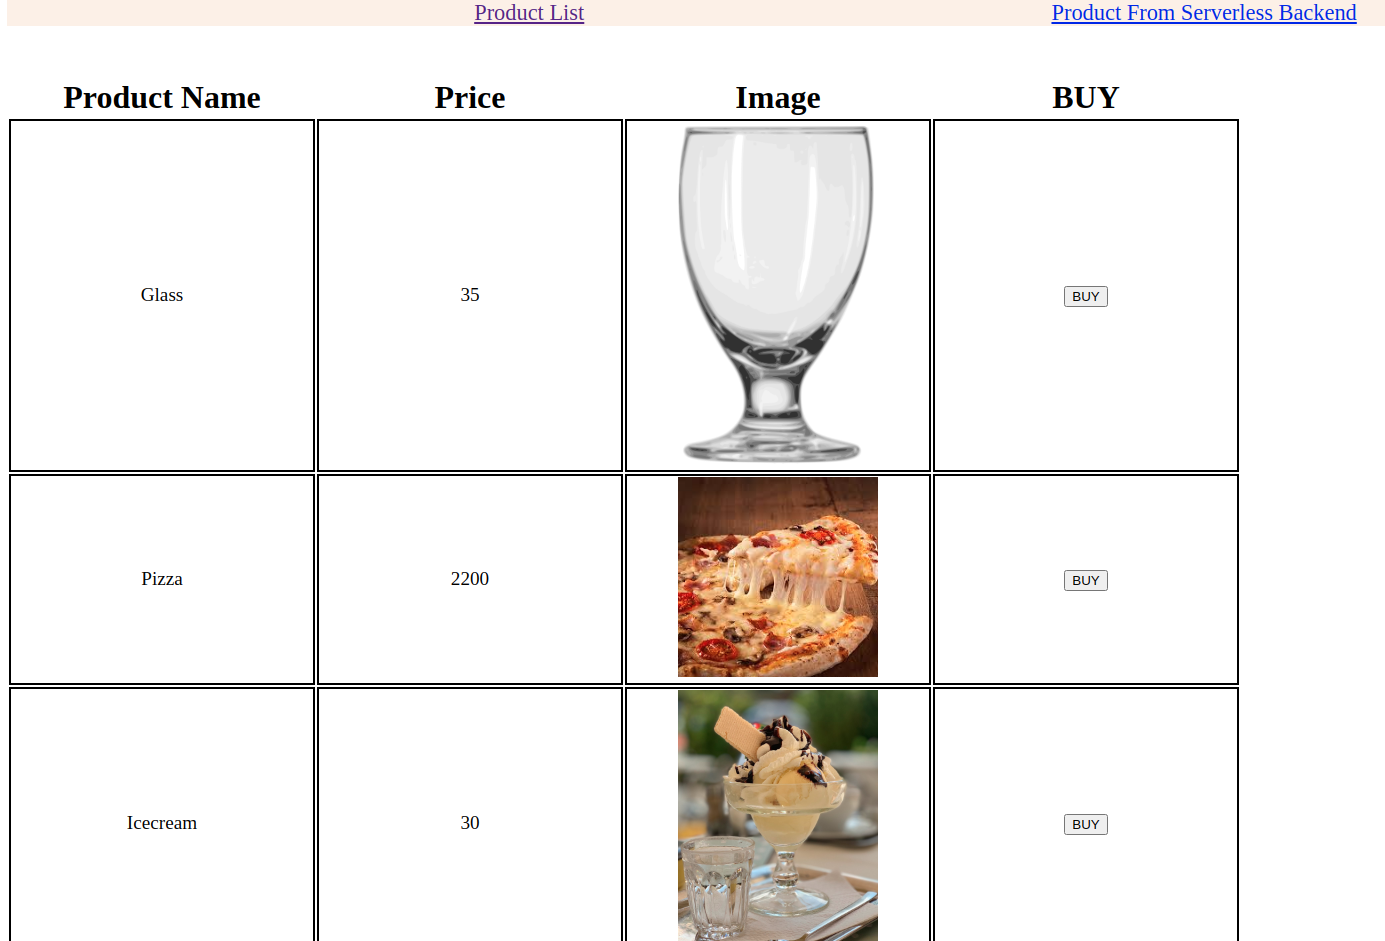 Product List Product From Serverless Backend
Product Name Price Image BUY
Glass 35 BUY
Pizza 2200 BUY
Icecream 30 BUY